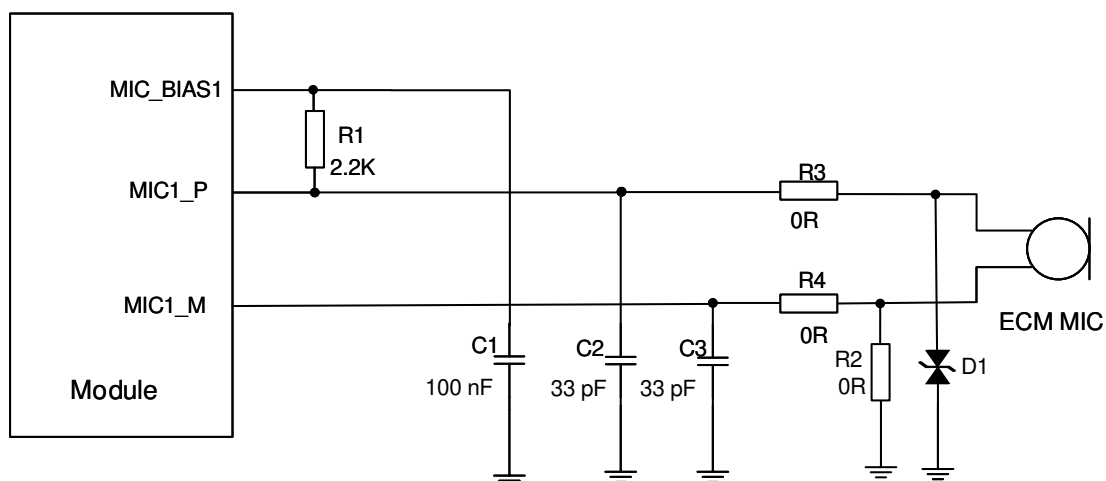 MIC_BIAS1
R1
2.2K
MIC1_P
R3
0R
MIC1_M
R4
0R
ECM MIC
C1
100 nF
C2
33 pF
C3
33 pF
R2
0R
D1
Module